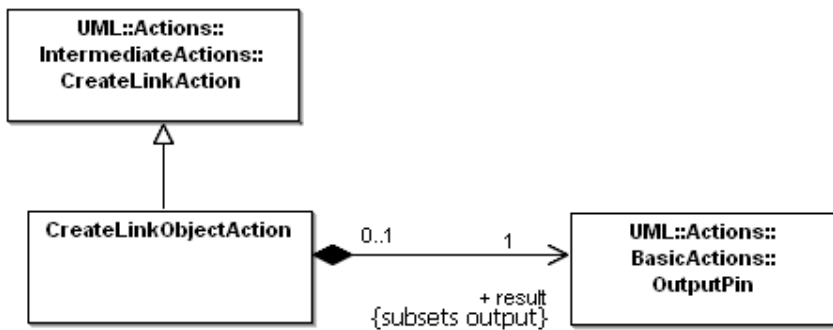 UML::Actions::
IntermediateActions::
CreateLinkAction
CreateLinkObjectAction
0..1
1
UML::Actions::
BasicActions::
OutputPin
+ result
{subsets output}